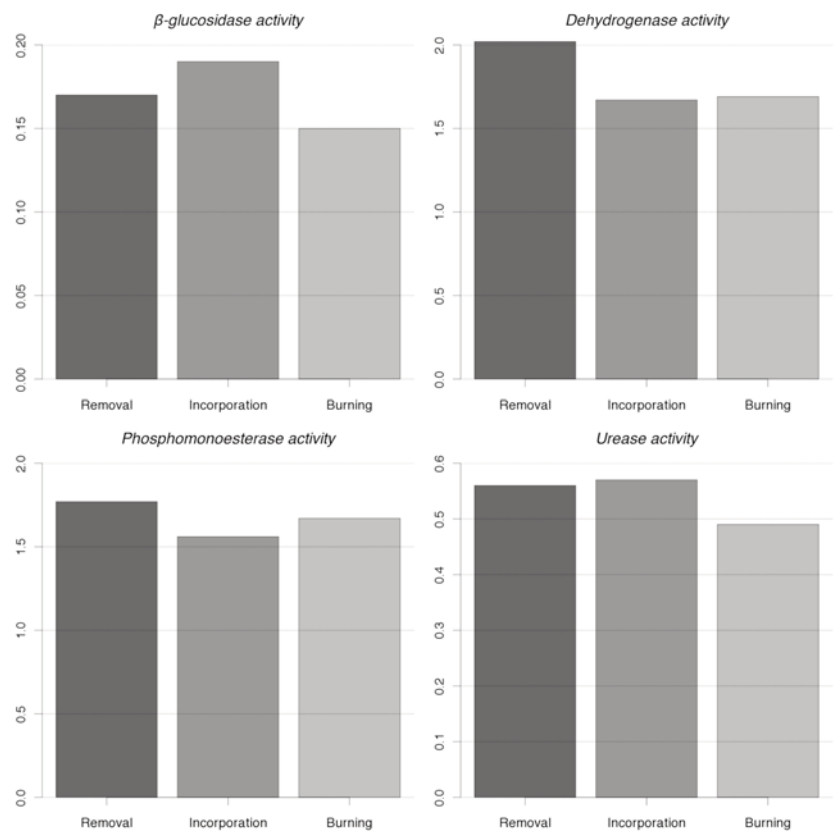 β-glucosidase activity
0.20
0.15
0.10
0.05
0.00
Removal Incorporation Burning
Dehydrogenase activity
2.0
1.5
1.0
0.5
0.0
Removal Incorporation Burning
Phosphomonoesterase activity
2.0
1.5
1.0
0.5
0.0
Removal Incorporation Burning
Urease activity
0.6
0.5
0.4
0.3
0.2
0.1
0.0
Removal Incorporation Burning